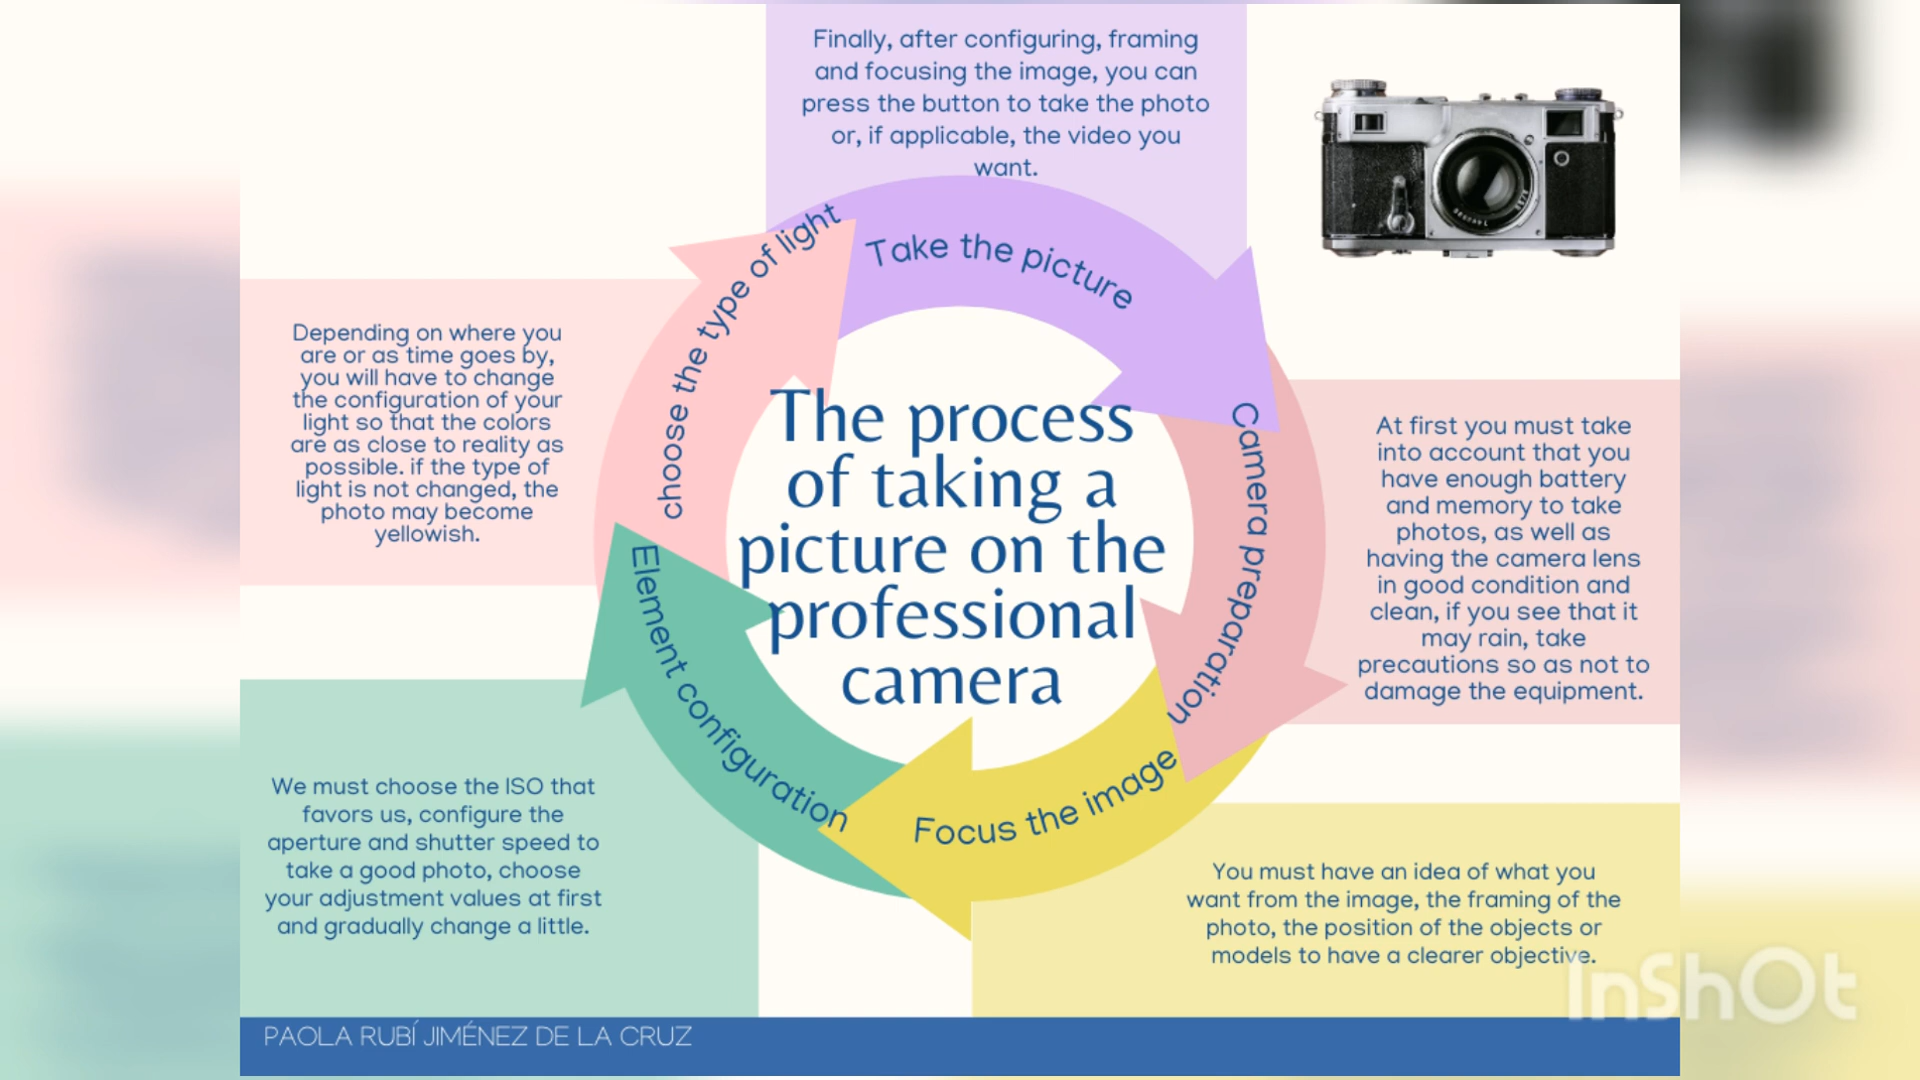 Finally, after configuring, framing
and focusing the image, you can
press the button to take the photo
or, if applicable, the video you
want.
Take the picture
choose the type of light
Depending on where you
are or as time goes by,
you will have to change
the configuration of your
light so that the colors
are as close to reality as
possible. if the type of
light is not changed, the
photo may become
yellowish.
The process
of taking a
picture on the
professional
camera
Camera preparation
At first you must take
into account that you
have enough battery
and memory to take
photos, as well as
having the camera lens
in good condition and
clean, if you see that it
may rain, take
precautions so as not to
damage the equipment.
Element configuration
We must choose the ISO that
favors us, configure the
aperture and shutter speed to
take a good photo, choose
your adjustment values at first
and gradually change a little.
Focus the image
You must have an idea of what you
want from the image, the framing of the
photo, the position of the objects or
models to have a clearer objective.
InShOt
PAOLA RUBÍ JIMÉNEZ DE LA CRUZ